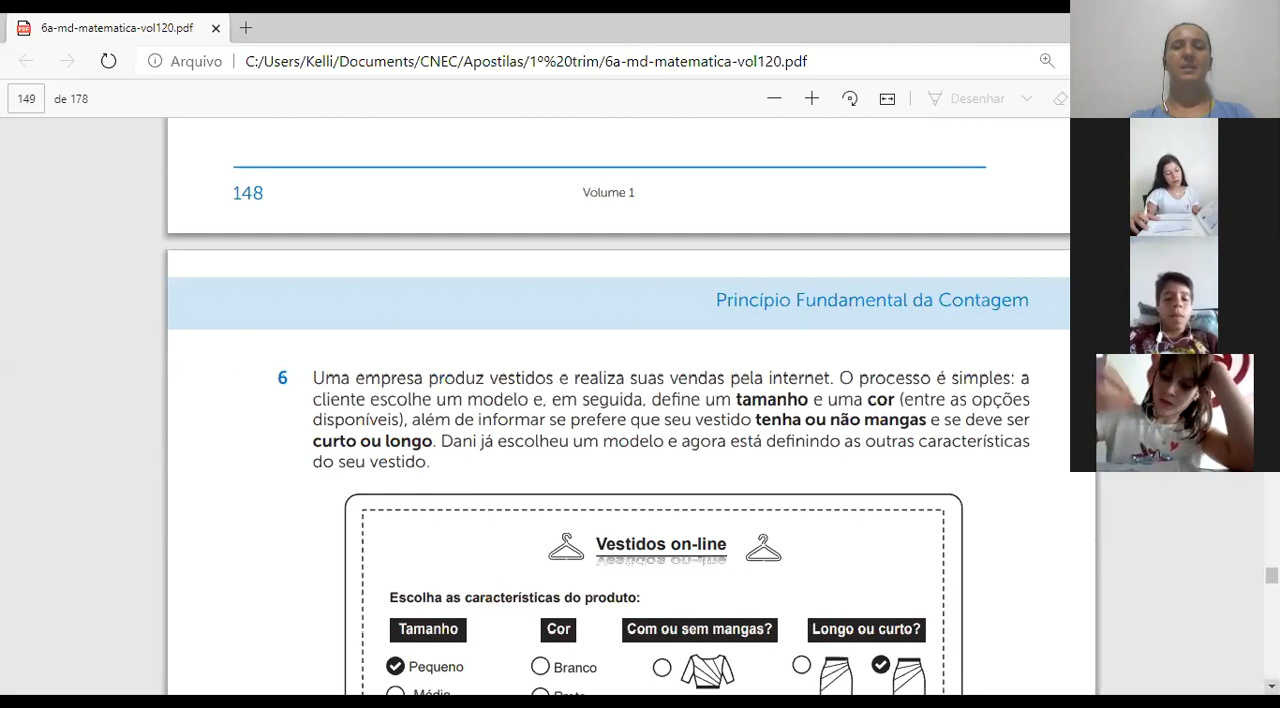 6a-md-matematica-vol120.pdf
Arquivo
C:/Users/Kelli/Documents/CNEC/Apostilas/1º%20trim/6a-md-matematica-vol120.pdf
149 de 178
Desenhar
148
Volume 1
Princípio Fundamental da Contagem
6 Uma empresa produz vestidos e realiza suas vendas pela internet. O processo é simples: a
cliente escolhe um modelo e, em seguida, define um tamanho e uma cor (entre as opções
disponíveis), além de informar se prefere que seu vestido tenha ou não mangas e se deve ser
curto ou longo. Dani já escolheu um modelo e agora está definindo as outras características
do seu vestido.
Vestidos on-line
Escolha as características do produto:
Tamanho Cor Com ou sem mangas? Longo ou curto?
Pequeno Branco
Médio Preto